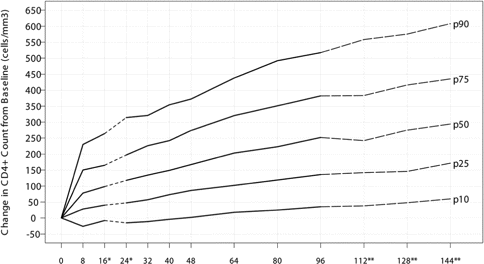 Change in CD4+ Count from Baseline (cells/mm3)
650
600
550
500
450
400
350
300
250
200
150
100
50
0
-50
p90
p75
p50
p25
p10
0 8 16* 24* 32 40 48 64 80 96 112** 128** 144**